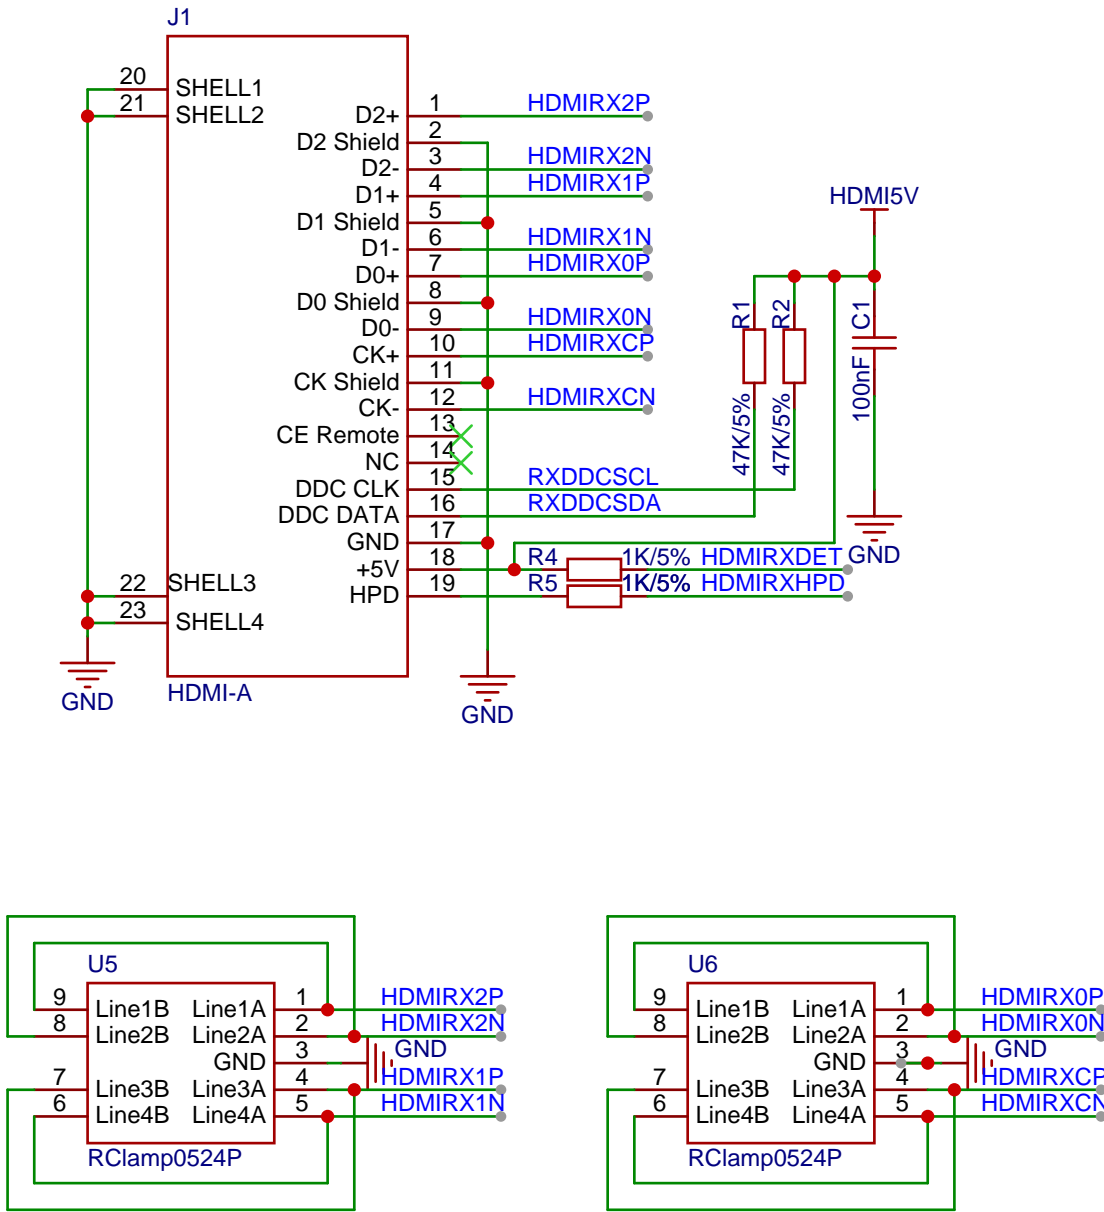 J1
20 SHELL1
21 SHELL2
D2+ 1 HDMIRX2P
D2 Shield 2
D2- 3 HDMIRX2N
D1+ 4 HDMIRX1P
D1 Shield 5
D1- 6 HDMIRX1N
D0+ 7 HDMIRX0P
D0 Shield 8
D0- 9 HDMIRX0N
CK+ 10 HDMIRXCP
CK Shield 11
CK- 12 HDMIRXCN
CE Remote 13
NC 14
DDC CLK 15 RXDDCSCL
DDC DATA 16 RXDDCSDA
GND 17
+5V 18 R4 1K/5% HDMIRXDET
HPD 19 R5 1K/5% HDMIRXHPD
22 SHELL3
23 SHELL4
GND
HDMI-A
GND
HDMI5V
R1
47K/5%
R2
47K/5%
C1
100nF
GND
U5
9 Line1B Line1A 1 HDMIRX2P
8 Line2B Line2A 2 HDMIRX2N
GND 3 GND
7 Line3B Line3A 4 HDMIRX1P
6 Line4B Line4A 5 HDMIRX1N
RClamp0524P
U6
9 Line1B Line1A 1 HDMIRX0P
8 Line2B Line2A 2 HDMIRX0N
GND 3 GND
7 Line3B Line3A 4 HDMIRXCP
6 Line4B Line4A 5 HDMIRXCN
RClamp0524P